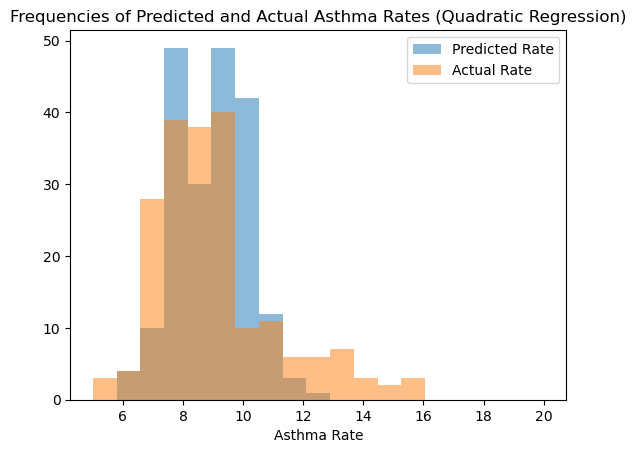 Frequencies of Predicted and Actual Asthma Rates (Quadratic Regression)
Predicted Rate
Actual Rate
50
40
30
20
10
0
6 8 10 12 14 16 18 20
Asthma Rate